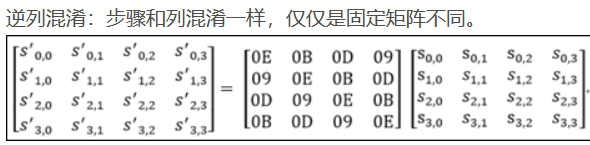 逆列混淆：步骤和列混淆一样，仅仅是固定矩阵不同。
[s'0,0 s'0,1 s'0,2 s'0,3] [0E 0B 0D 09] [s0,0 s0,1 s0,2 s0,3]
[s'1,0 s'1,1 s'1,2 s'1,3] [09 0E 0B 0D] [s1,0 s1,1 s1,2 s1,3]
[s'2,0 s'2,1 s'2,2 s'2,3] = [0D 09 0E 0B] [s2,0 s2,1 s2,2 s2,3]
[s'3,0 s'3,1 s'3,2 s'3,3] [0B 0D 09 0E] [s3,0 s3,1 s3,2 s3,3].